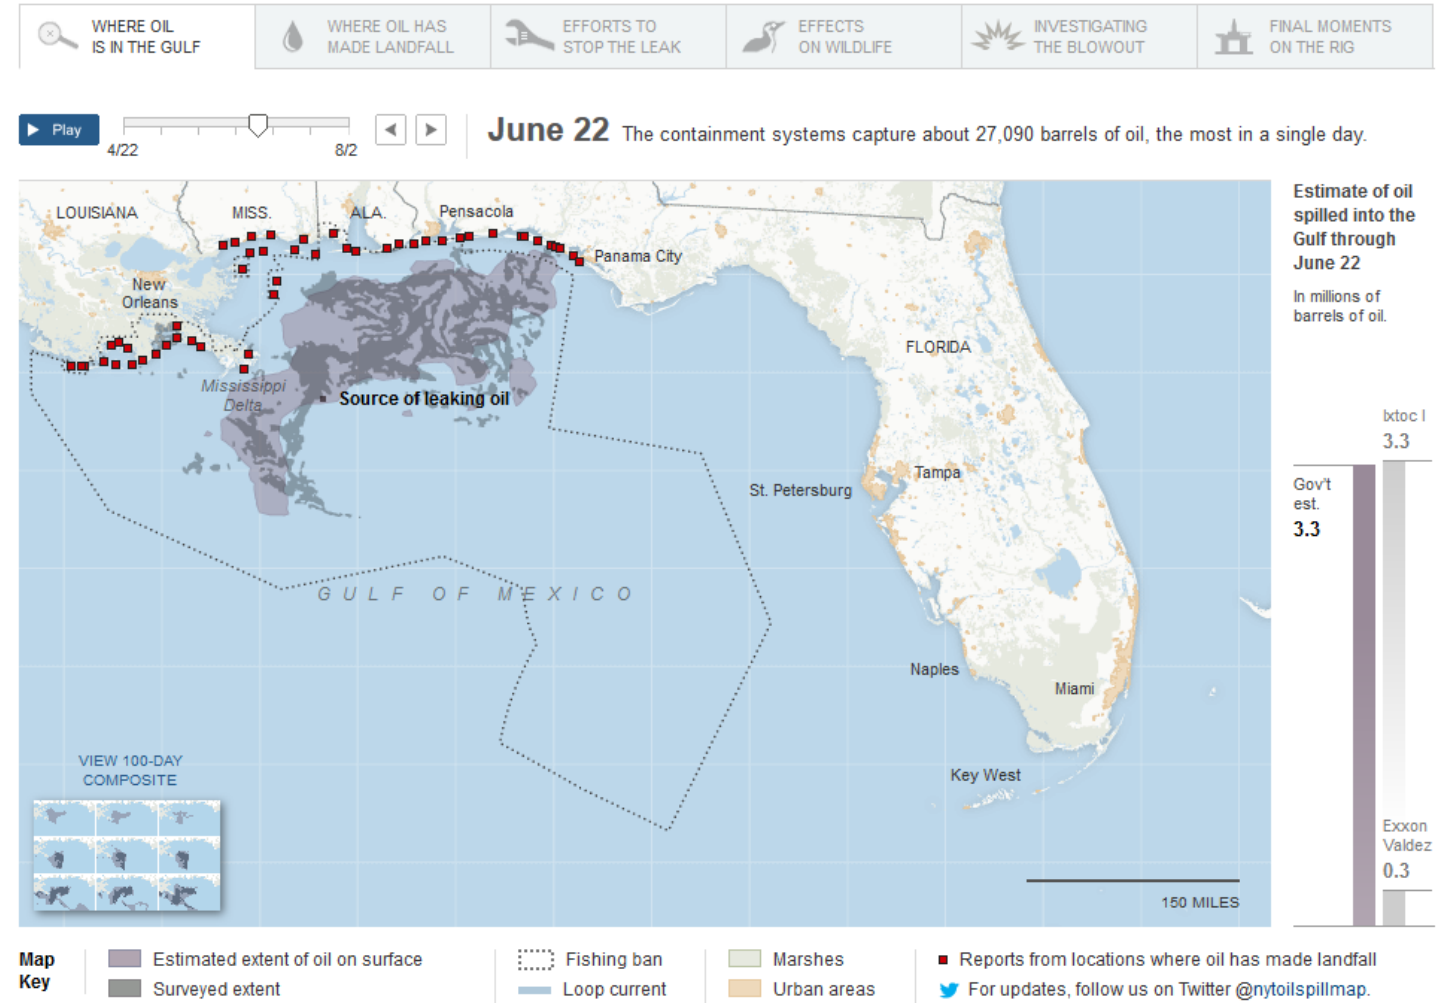 WHERE OIL
IS IN THE GULF
WHERE OIL HAS
MADE LANDFALL
EFFORTS TO
STOP THE LEAK
EFFECTS
ON WILDLIFE
INVESTIGATING
THE BLOWOUT
FINAL MOMENTS
ON THE RIG
Play
4/22
8/2
June 22 The containment systems capture about 27,090 barrels of oil, the most in a single day.
LOUISIANA
MISS.
ALA.
Pensacola
Panama City
New
Orleans
Mississippi
Delta
Source of leaking oil
FLORIDA
Tampa
St. Petersburg
GULF OF MEXICO
Naples
Miami
Key West
VIEW 100-DAY
COMPOSITE
150 MILES
Estimate of oil
spilled into the
Gulf through
June 22
In millions of
barrels of oil.
Ixtoc I
3.3
Gov't
est.
3.3
Exxon
Valdez
0.3
Map
Key
Estimated extent of oil on surface
Surveyed extent
Fishing ban
Loop current
Marshes
Urban areas
Reports from locations where oil has made landfall
For updates, follow us on Twitter @nytoilspillmap.